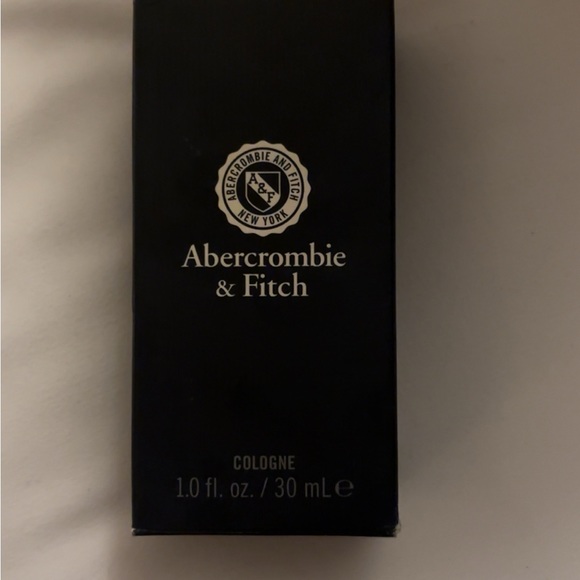 ABERCROMBIE AND FITCH
A&F
NEW YORK
Abercrombie
& Fitch
COLOGNE
1.0 fl. oz. / 30 mL ℮